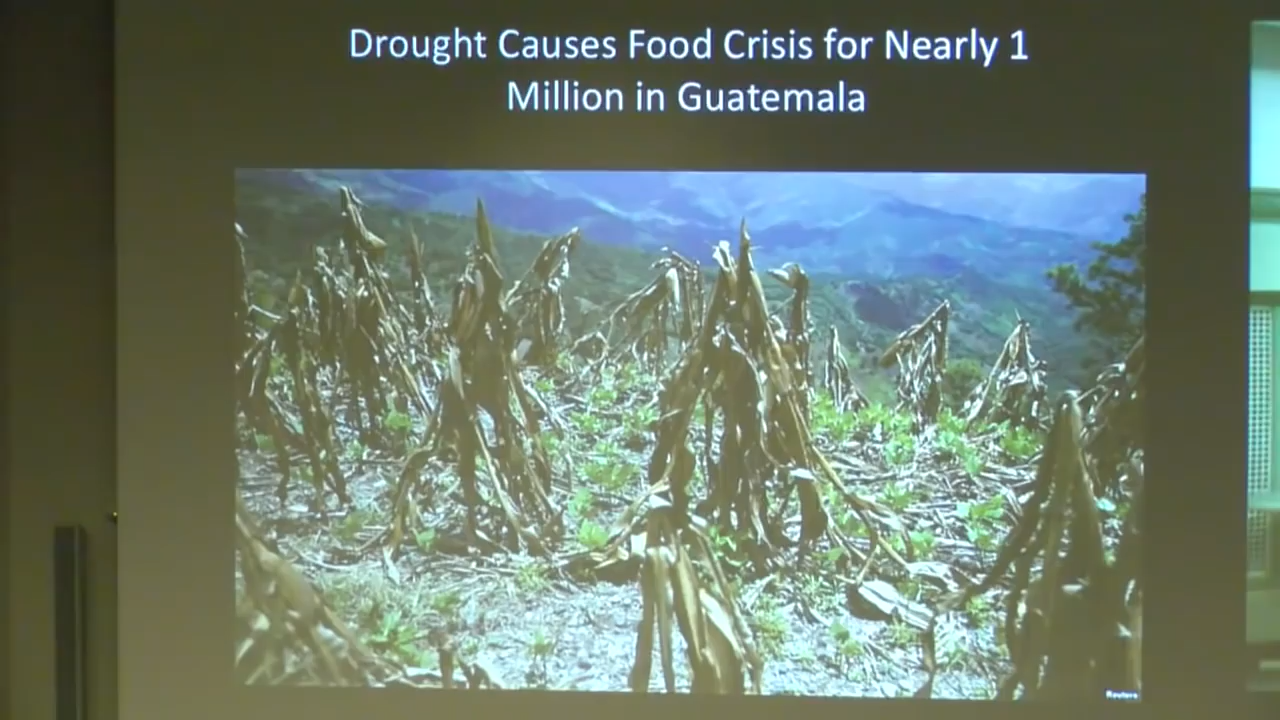 Drought Causes Food Crisis for Nearly 1
Million in Guatemala
Reuters